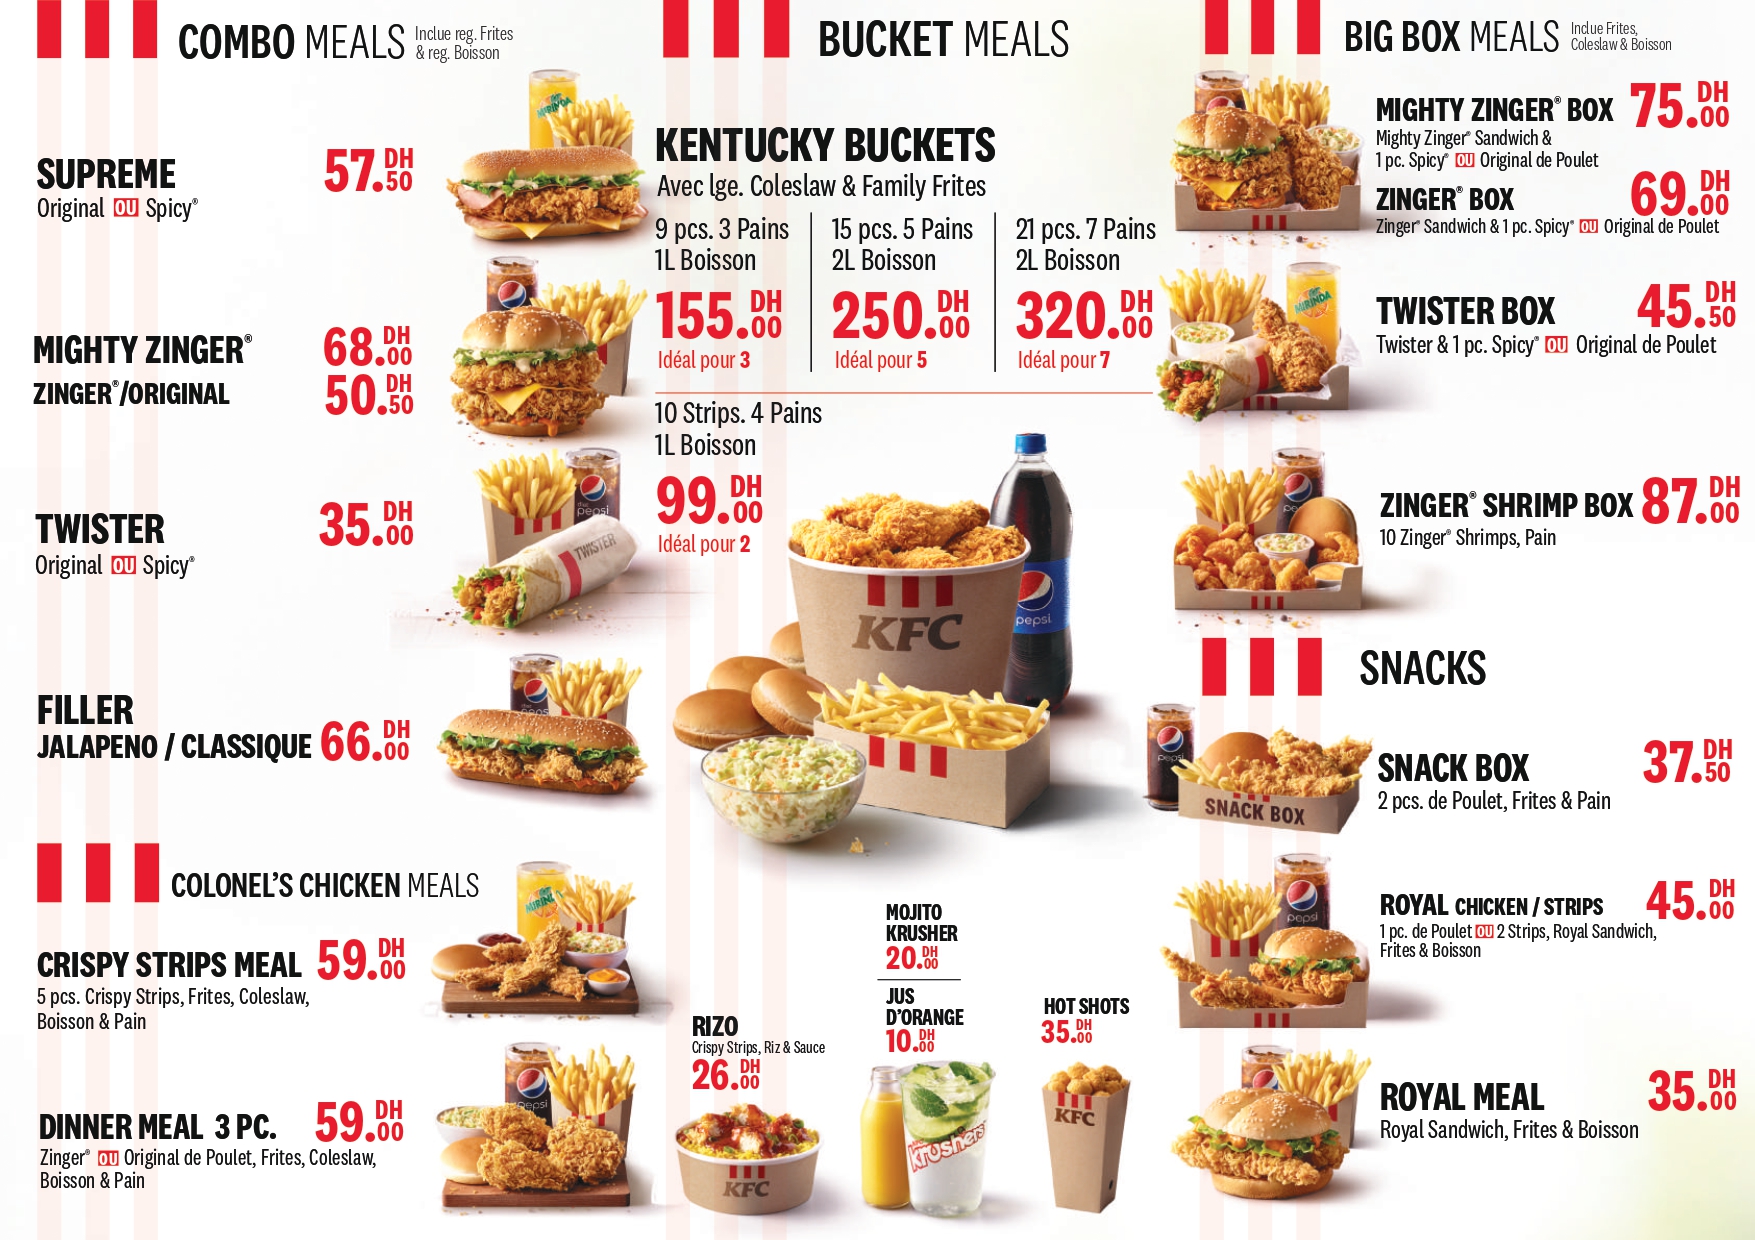 COMBO MEALS
Inclue reg. Frites
& reg. Boisson
SUPREME
Original OU Spicy®
57.50 DH
MIGHTY ZINGER®
68.00 DH
ZINGER®/ORIGINAL
50.50 DH
TWISTER
Original OU Spicy®
35.00 DH
FILLER
JALAPENO / CLASSIQUE
66.00 DH
MIRINDA
pepsi
TWISTER
COLONEL'S CHICKEN MEALS
CRISPY STRIPS MEAL
59.00 DH
5 pcs. Crispy Strips, Frites, Coleslaw,
Boisson & Pain
MIRINDA
DINNER MEAL 3 PC.
59.00 DH
Zinger® OU Original de Poulet, Frites, Coleslaw,
Boisson & Pain
pepsi
BUCKET MEALS
KENTUCKY BUCKETS
Avec lge. Coleslaw & Family Frites
9 pcs. 3 Pains
1L Boisson
155.00 DH
Idéal pour 3
15 pcs. 5 Pains
2L Boisson
250.00 DH
Idéal pour 5
21 pcs. 7 Pains
2L Boisson
320.00 DH
Idéal pour 7
10 Strips. 4 Pains
1L Boisson
99.00 DH
Idéal pour 2
KFC
pepsi
RIZO
Crispy Strips, Riz & Sauce
26.00 DH
KFC
MOJITO
KRUSHER
20.00 DH
JUS
D'ORANGE
10.00 DH
krushers
HOT SHOTS
35.00 DH
KFC
BIG BOX MEALS
Inclue Frites,
Coleslaw & Boisson
MIGHTY ZINGER® BOX
75.00 DH
Mighty Zinger® Sandwich &
1 pc. Spicy® OU Original de Poulet
ZINGER® BOX
69.00 DH
Zinger® Sandwich & 1 pc. Spicy® OU Original de Poulet
MIRINDA
TWISTER BOX
45.50 DH
Twister & 1 pc. Spicy® OU Original de Poulet
ZINGER® SHRIMP BOX
87.00 DH
10 Zinger® Shrimps, Pain
SNACKS
SNACK BOX
37.50 DH
2 pcs. de Poulet, Frites & Pain
pepsi
SNACK BOX
ROYAL CHICKEN / STRIPS
45.00 DH
1 pc. de Poulet OU 2 Strips, Royal Sandwich,
Frites & Boisson
pepsi
ROYAL MEAL
35.00 DH
Royal Sandwich, Frites & Boisson